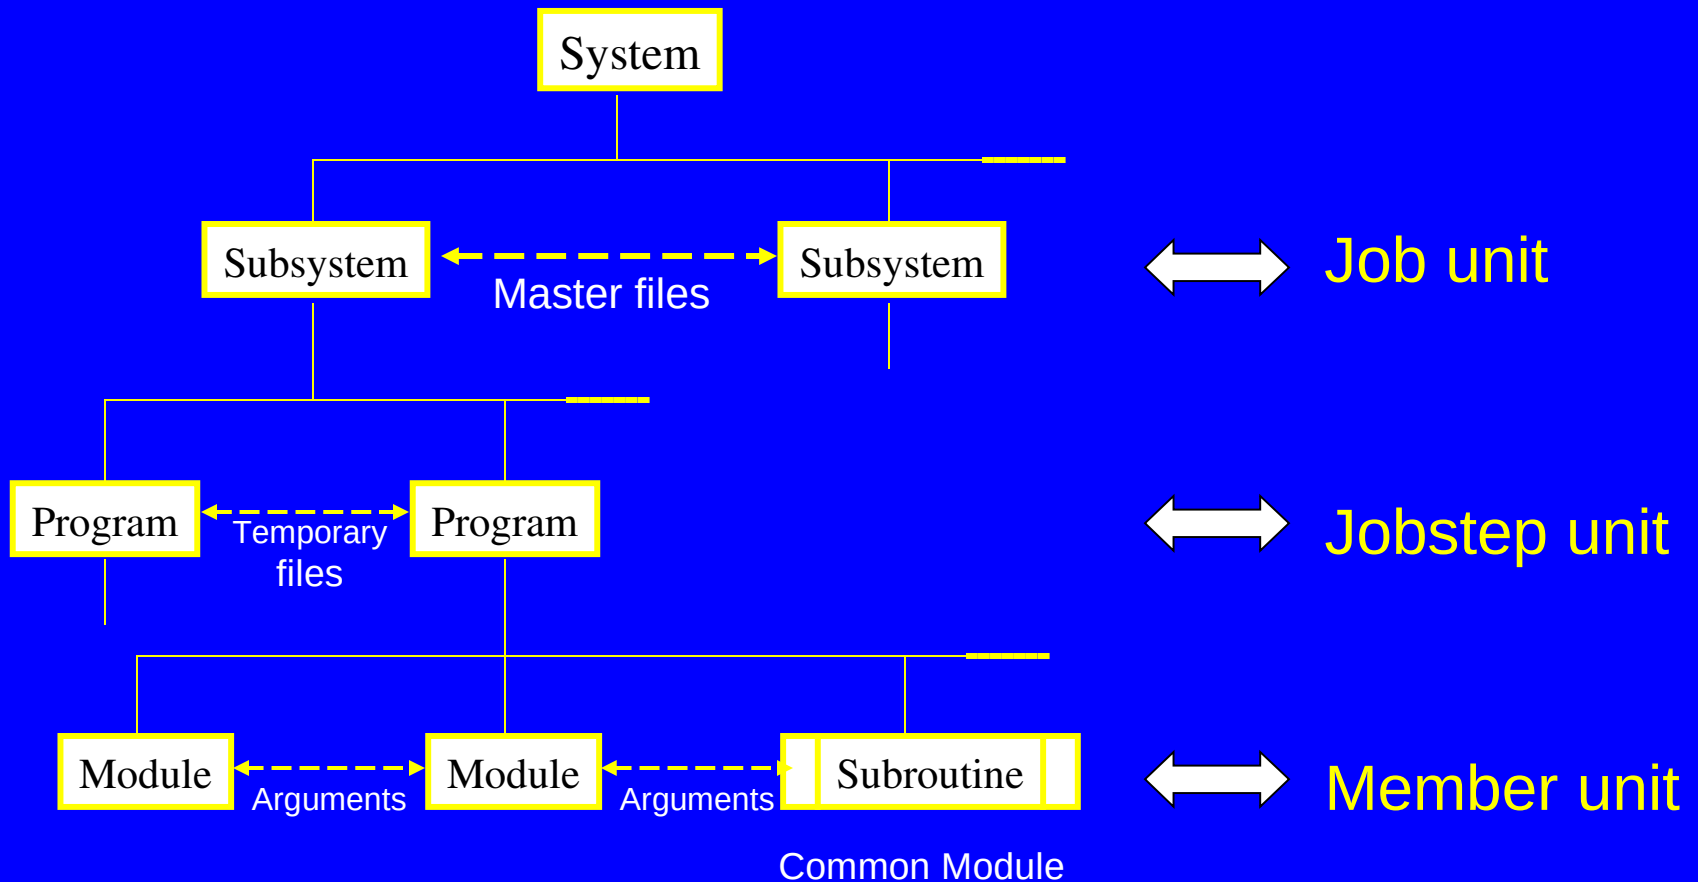 System
Subsystem
Subsystem
Master files
Job unit
Program
Program
Temporary
files
Jobstep unit
Module
Module
Subroutine
Arguments
Arguments
Member unit
Common Module